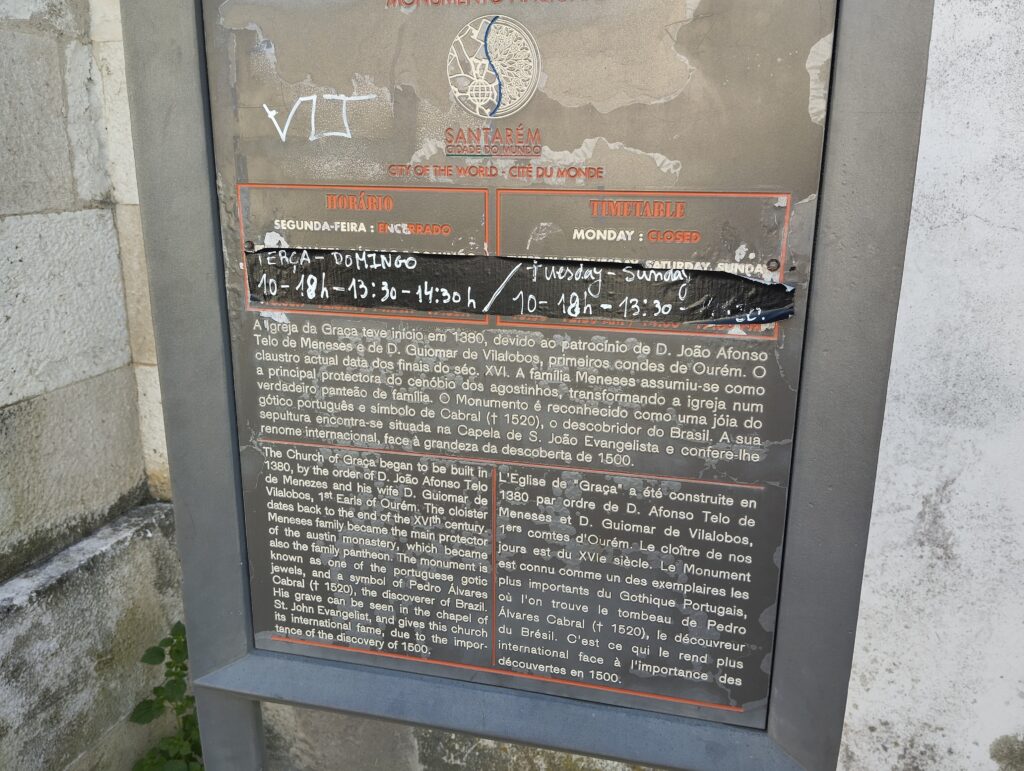 MONUMENTO NACIONAL
VIT
SANTARÉM
CIDADE DO MUNDO
CITY OF THE WORLD - CITÉ DU MONDE
HORÁRIO
SEGUNDA-FEIRA : ENCERRADO
TIMETABLE
MONDAY : CLOSED
SATURDAY, SUNDAY
TERÇA - DOMINGO
10-18h-13:30-14:30h
/ Tuesday - Sunday
10-18h-13:30-
A Igreja da Graça teve início em 1380, devido ao patrocínio de D. João Afonso
Telo de Meneses e de D. Guiomar de Vilalobos, primeiros condes de Ourém. O
claustro actual data dos finais do séc. XVI. A família Meneses assumiu-se como
a principal protectora do cenóbio dos agostinhos, transformando a igreja num
verdadeiro panteão de família. O Monumento é reconhecido como uma jóia do
gótico português e símbolo de Cabral († 1520), o descobridor do Brasil. A sua
sepultura encontra-se situada na Capela de S. João Evangelista e confere-lhe
renome internacional, face à grandeza da descoberta de 1500.
The Church of Graça began to be built in
1380, by the order of D. João Afonso Telo
de Menezes and his wife D. Guiomar de
Vilalobos, 1st Earls of Ourém. The cloister
dates back to the end of the XVIth century.
Meneses family became the main protector
of the austin monastery, which became
also the family pantheon. The monument is
known as one of the portuguese gotic
jewels, and a symbol of Pedro Álvares
Cabral († 1520), the discoverer of Brazil.
His grave can be seen in the chapel of
St. John Evangelist, and gives this church
its international fame, due to the impor-
tance of the discovery of 1500.
L'Eglise de "Graça" a été construite en
1380 par ordre de D. Afonso Telo de
Meneses et D. Guiomar de Vilalobos,
1ers comtes d'Ourém. Le cloître de nos
jours est du XVIe siècle. Le Monument
est connu comme un des exemplaires les
plus importants du Gothique Portugais,
où l'on trouve le tombeau de Pedro
Álvares Cabral († 1520), le découvreur
du Brésil. C'est ce qui le rend plus
international face à l'importance des
découvertes en 1500.